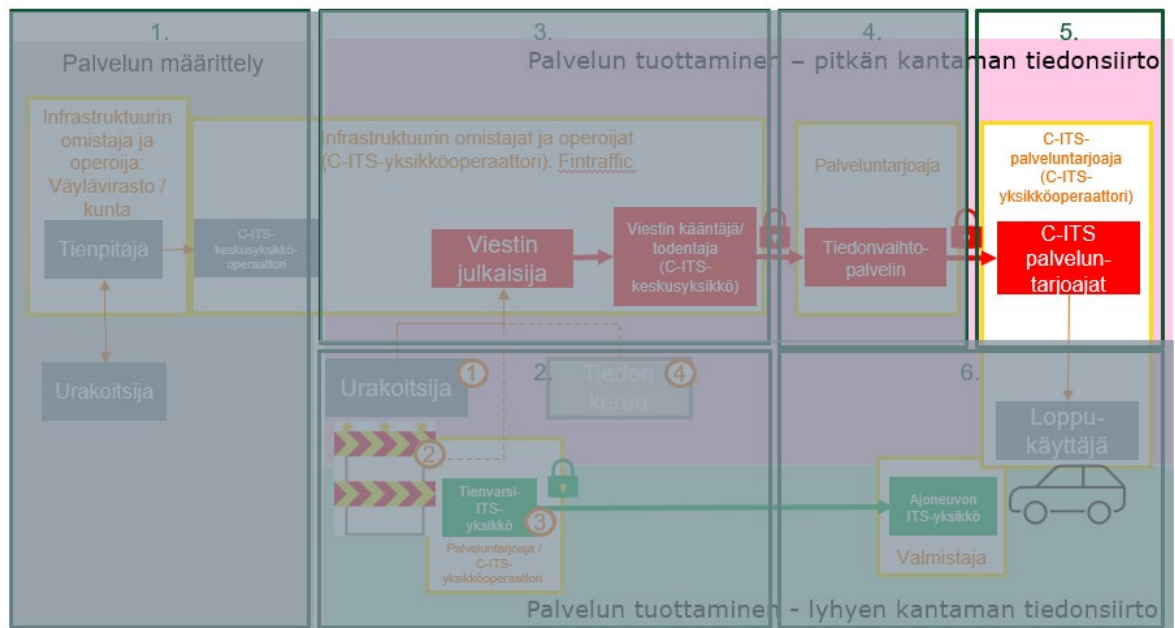 1.
Palvelun määrittely
3.
4.
5.
Palvelun tuottaminen – pitkän kantaman tiedonsiirto
Infrastruktuurin
omistaja ja
operoija:
Väylävirasto /
kunta
Tienpitäjä
Urakoitsija
C-ITS-
keskusyksikkö-
operaattori
Infrastruktuurin omistajat ja operoijat
(C-ITS-yksikköoperaattori): Fintraffic
Viestin
julkaisija
Viestin kääntäjä/
todentaja
(C-ITS-
keskusyksikkö)
Palveluntarjoaja
Tiedonvaihto-
palvelin
C-ITS-
palveluntarjoaja
(C-ITS-
yksikköoperaattori)
C-ITS
palvelun-
tarjoajat
2.
Urakoitsija
1
Tiedon
keruu
4
2
Tienvarsi-
ITS-
yksikkö
3
Palveluntarjoaja /
C-ITS-
yksikköoperaattori
6.
Loppu-
käyttäjä
Ajoneuvon
ITS-yksikkö
Valmistaja
Palvelun tuottaminen - lyhyen kantaman tiedonsiirto